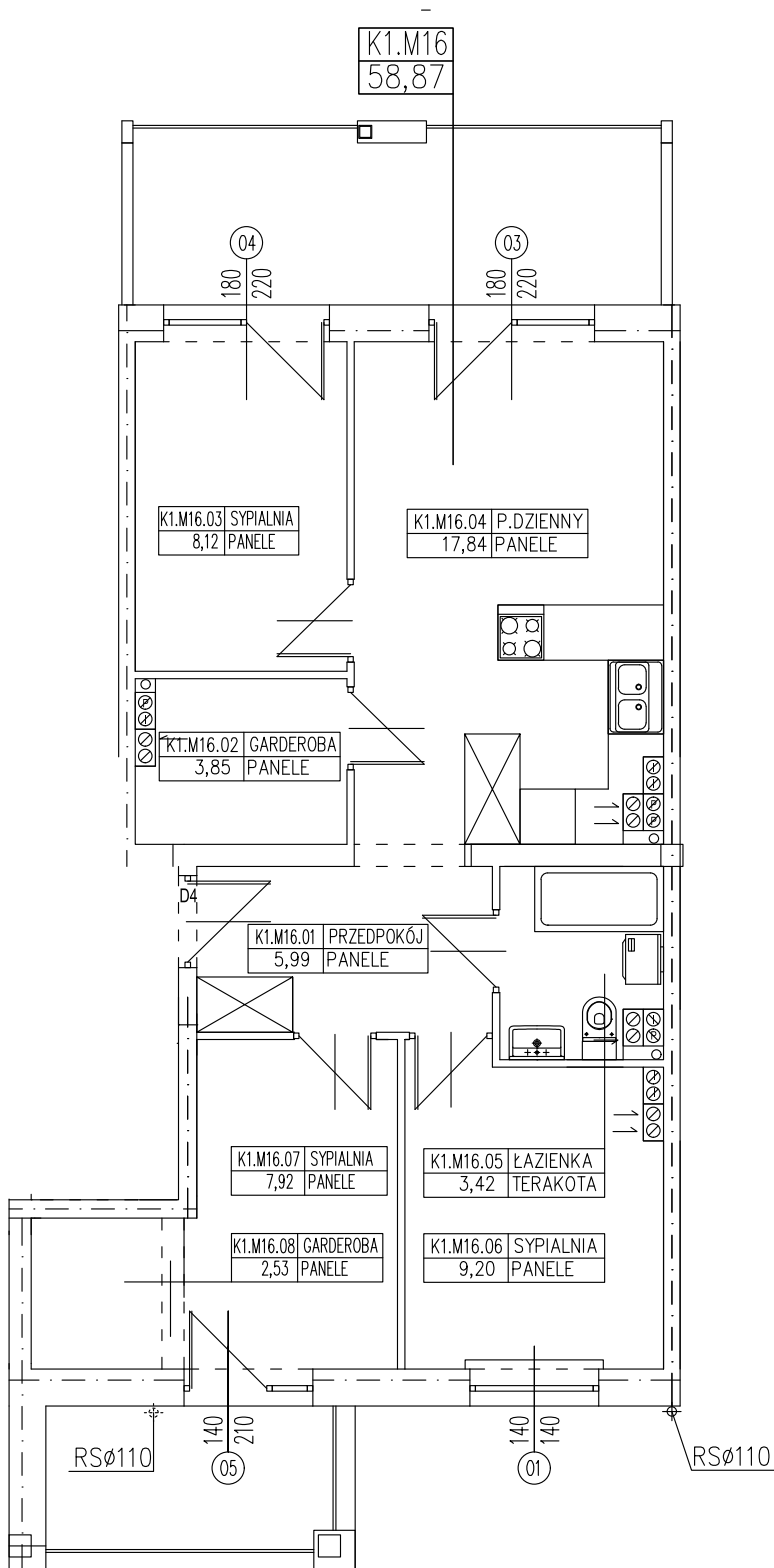 K1.M16
58,87
04
180
220
03
180
220
K1.M16.03 SYPIALNIA
8,12 PANELE
K1.M16.04 P.DZIENNY
17,84 PANELE
K1.M16.02 GARDEROBA
3,85 PANELE
P
P P
D4
K1.M16.01 PRZEDPOKÓJ
5,99 PANELE
R
K1.M16.07 SYPIALNIA
7,92 PANELE
K1.M16.05 ŁAZIENKA
3,42 TERAKOTA
K1.M16.08 GARDEROBA
2,53 PANELE
K1.M16.06 SYPIALNIA
9,20 PANELE
RSø110
140
210
05
140
140
01
RSø110